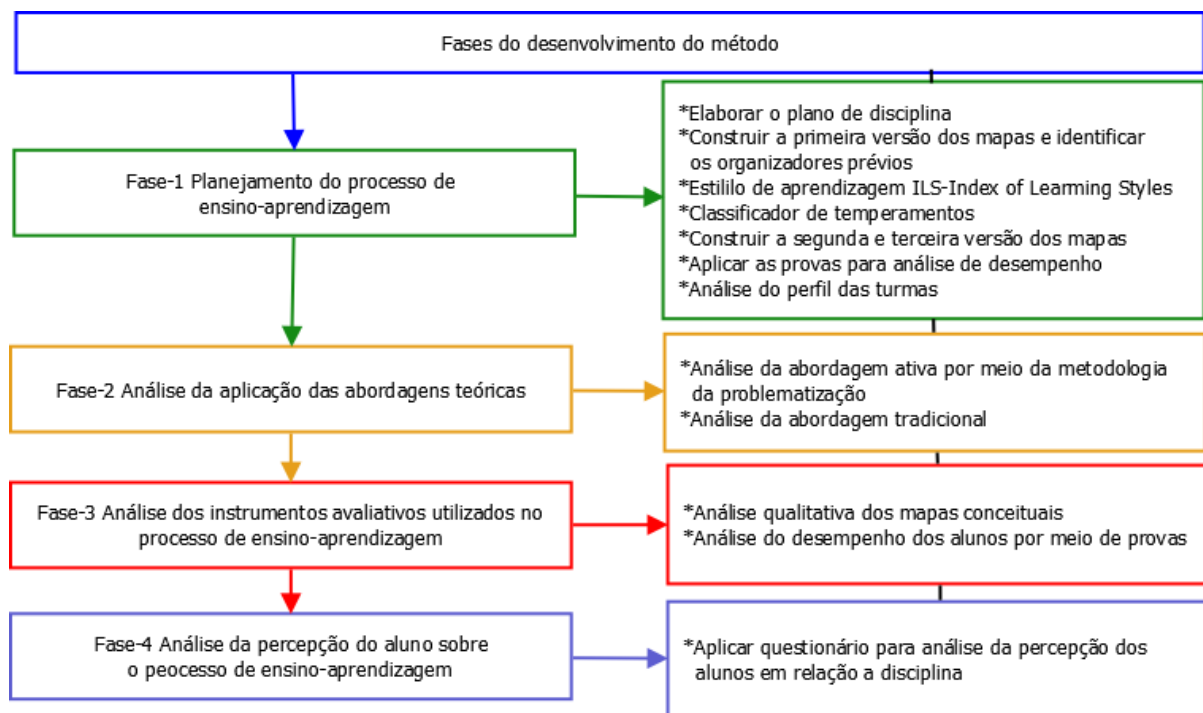 Fases do desenvolvimento do método
Fase-1 Planejamento do processo de
ensino-aprendizagem
*Elaborar o plano de disciplina
*Construir a primeira versão dos mapas e identificar
os organizadores prévios
*Estililo de aprendizagem ILS-Index of Learning Styles
*Classificador de temperamentos
*Construir a segunda e terceira versão dos mapas
*Aplicar as provas para análise de desempenho
*Análise do perfil das turmas
Fase-2 Análise da aplicação das abordagens teóricas
*Análise da abordagem ativa por meio da metodologia
da problematização
*Análise da abordagem tradicional
Fase-3 Análise dos instrumentos avaliativos utilizados no
processo de ensino-aprendizagem
*Análise qualitativa dos mapas conceituais
*Análise do desempenho dos alunos por meio de provas
Fase-4 Análise da percepção do aluno sobre
o peocesso de ensino-aprendizagem
*Aplicar questionário para análise da percepção dos
alunos em relação a disciplina